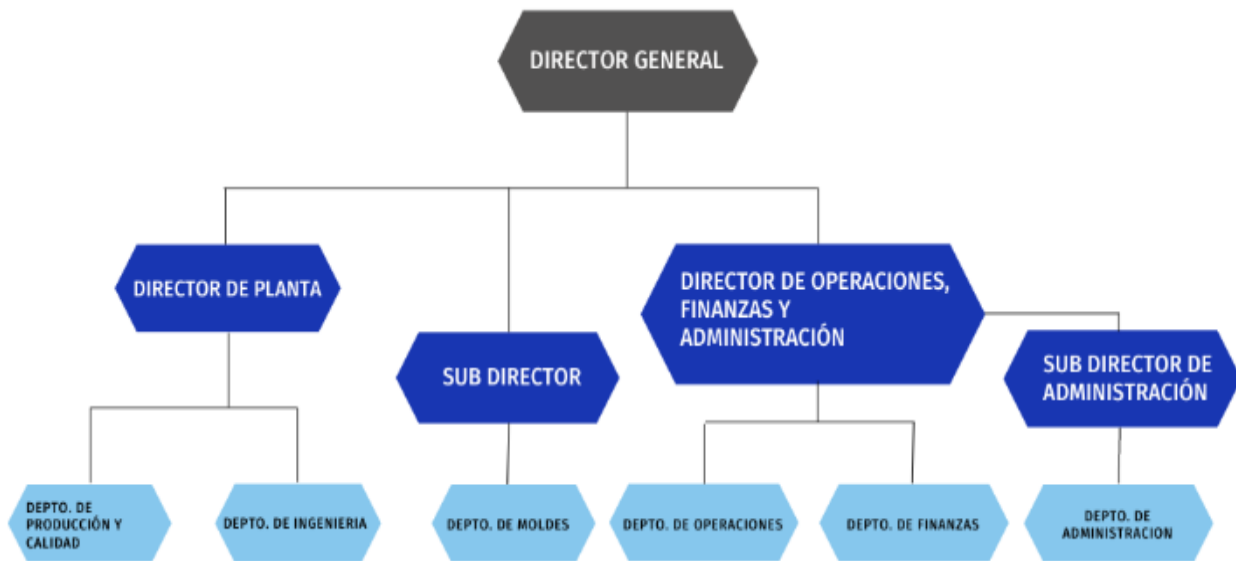 DIRECTOR GENERAL
DIRECTOR DE PLANTA
DIRECTOR DE OPERACIONES,
FINANZAS Y
ADMINISTRACIÓN
SUB DIRECTOR
SUB DIRECTOR DE
ADMINISTRACIÓN
DEPTO. DE
PRODUCCIÓN Y
CALIDAD
DEPTO. DE INGENIERIA
DEPTO. DE MOLDES
DEPTO. DE OPERACIONES
DEPTO. DE FINANZAS
DEPTO. DE
ADMINISTRACION